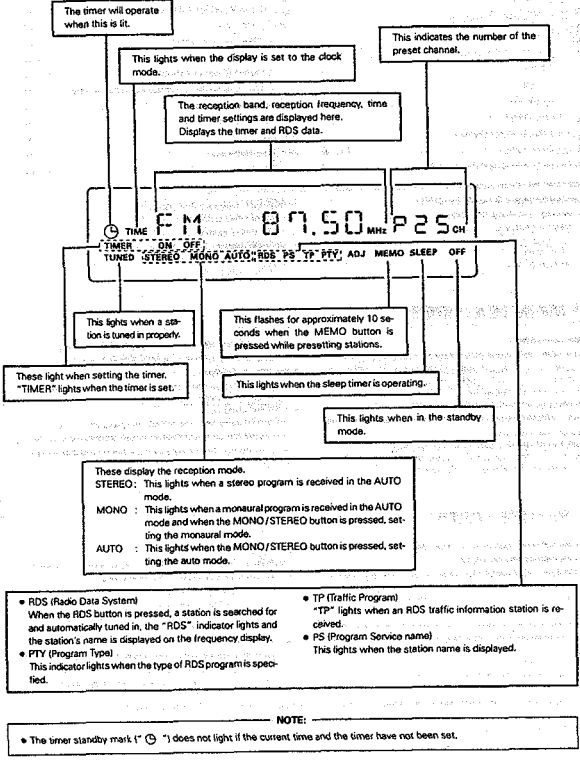 The timer will operate
when this is lit.
This indicates the number of the
preset channel.
This lights when the display is set to the clock
mode.
The reception band, reception frequency, time
and timer settings are displayed here.
Displays the timer and RDS data.
TIME FM 87.50 MHz P25 CH
TIMER ON OFF
TUNED STEREO MONO AUTO RDS PS TP PTY ADJ MEMO SLEEP OFF
This lights when a sta-
tion is tuned in properly.
This flashes for approximately 10 se-
conds when the MEMO button is
pressed while presetting stations.
These light when setting the timer.
"TIMER" lights when the timer is set.
This lights when the sleep timer is operating.
This lights when in the standby
mode.
These display the reception mode.
STEREO: This lights when a stereo program is received in the AUTO
mode.
MONO : This lights when a monaural program is received in the AUTO
mode and when the MONO/STEREO button is pressed, set-
ting the monaural mode.
AUTO : This lights when the MONO/STEREO button is pressed, set-
ting the auto mode.
• RDS (Radio Data System)
When the RDS button is pressed, a station is searched for
and automatically tuned in, the "RDS" indicator lights and
the station's name is displayed on the frequency display.
• PTY (Program Type)
This indicator lights when the type of RDS program is speci-
fied.
• TP (Traffic Program)
"TP" lights when an RDS traffic information station is re-
ceived.
• PS (Program Service name)
This lights when the station name is displayed.
NOTE:
• The timer standby mark (" ") does not light if the current time and the timer have not been set.